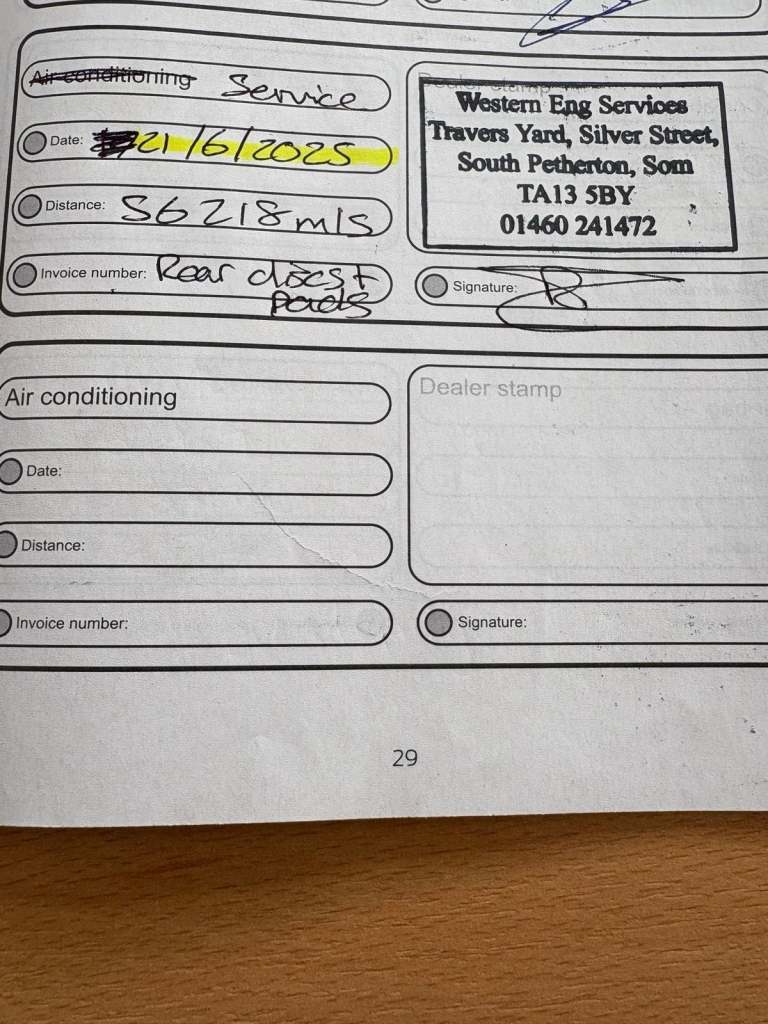 Air conditioning Service
Date: 21/6/2025
Distance: 56218 mls
Invoice number: Rear discs +
pads
Dealer stamp
Western Eng Services
Travers Yard, Silver Street,
South Petherton, Som
TA13 5BY
01460 241472
Signature:
Air conditioning
Date:
Distance:
Invoice number:
Dealer stamp
Signature:
29